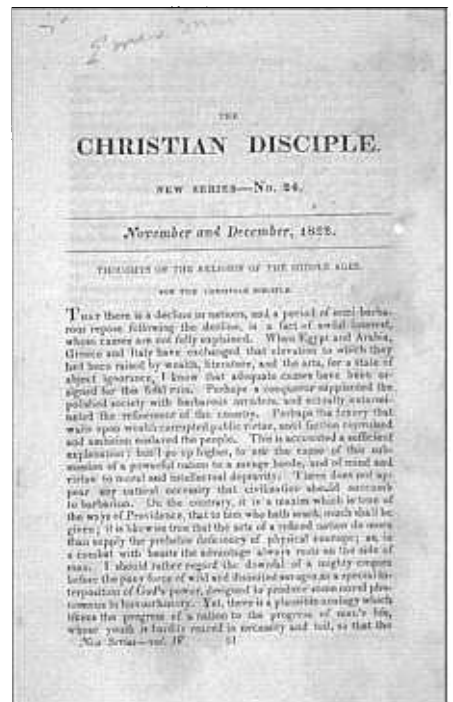 THE
CHRISTIAN DISCIPLE.
NEW SERIES—No. 24.
November and December, 1822.
THOUGHTS ON THE RELIGION OF THE MIDDLE AGES.
FOR THE CHRISTIAN DISCIPLE.
THAT there is a decline in nations, and a period of semi barba-
rous repose following the decline, is a fact of awful interest,
whose causes are not fully explained. When Egypt and Arabia,
Greece and Italy have exchanged that elevation to which they
had been raised by wealth, literature, and the arts, for a state of
abject ignorance, I know that adequate causes have been as-
signed for this ruin. Perhaps a conqueror supplanted the
polished society with barbarous invaders, and actually extermi-
nated the refinement of the country. Perhaps the luxury that
waits upon wealth corrupted public virtue, until faction
and ambition enslaved the people. This is accounted a sufficient
explanation; but I go up higher, to ask the cause of this sub-
mission of a powerful nation to a savage horde, and of mind and
virtue to moral and intellectual depravity. There does not ap-
pear any natural necessity that civilization should succumb
to barbarism. On the contrary, it is a maxim which is true of
the ways of Providence, that to him who hath much, much shall be
given; it is likewise true that the arts of a refined nation do more
than supply the probable deficiency of physical courage; as, in
a combat with beasts the advantage always rests on the side of
man. I should rather regard the downfal of a mighty empire
before the puny force of wild and disunited savages as a special in-
terposition of God's power, designed to produce some novel phe-
nomenon in human history. Yet, there is a plausible analogy which
likens the progress of a nation to the progress of man's life,
whose youth is hardily reared in necessity and toil, so that the
New Series—vol. IV. 51